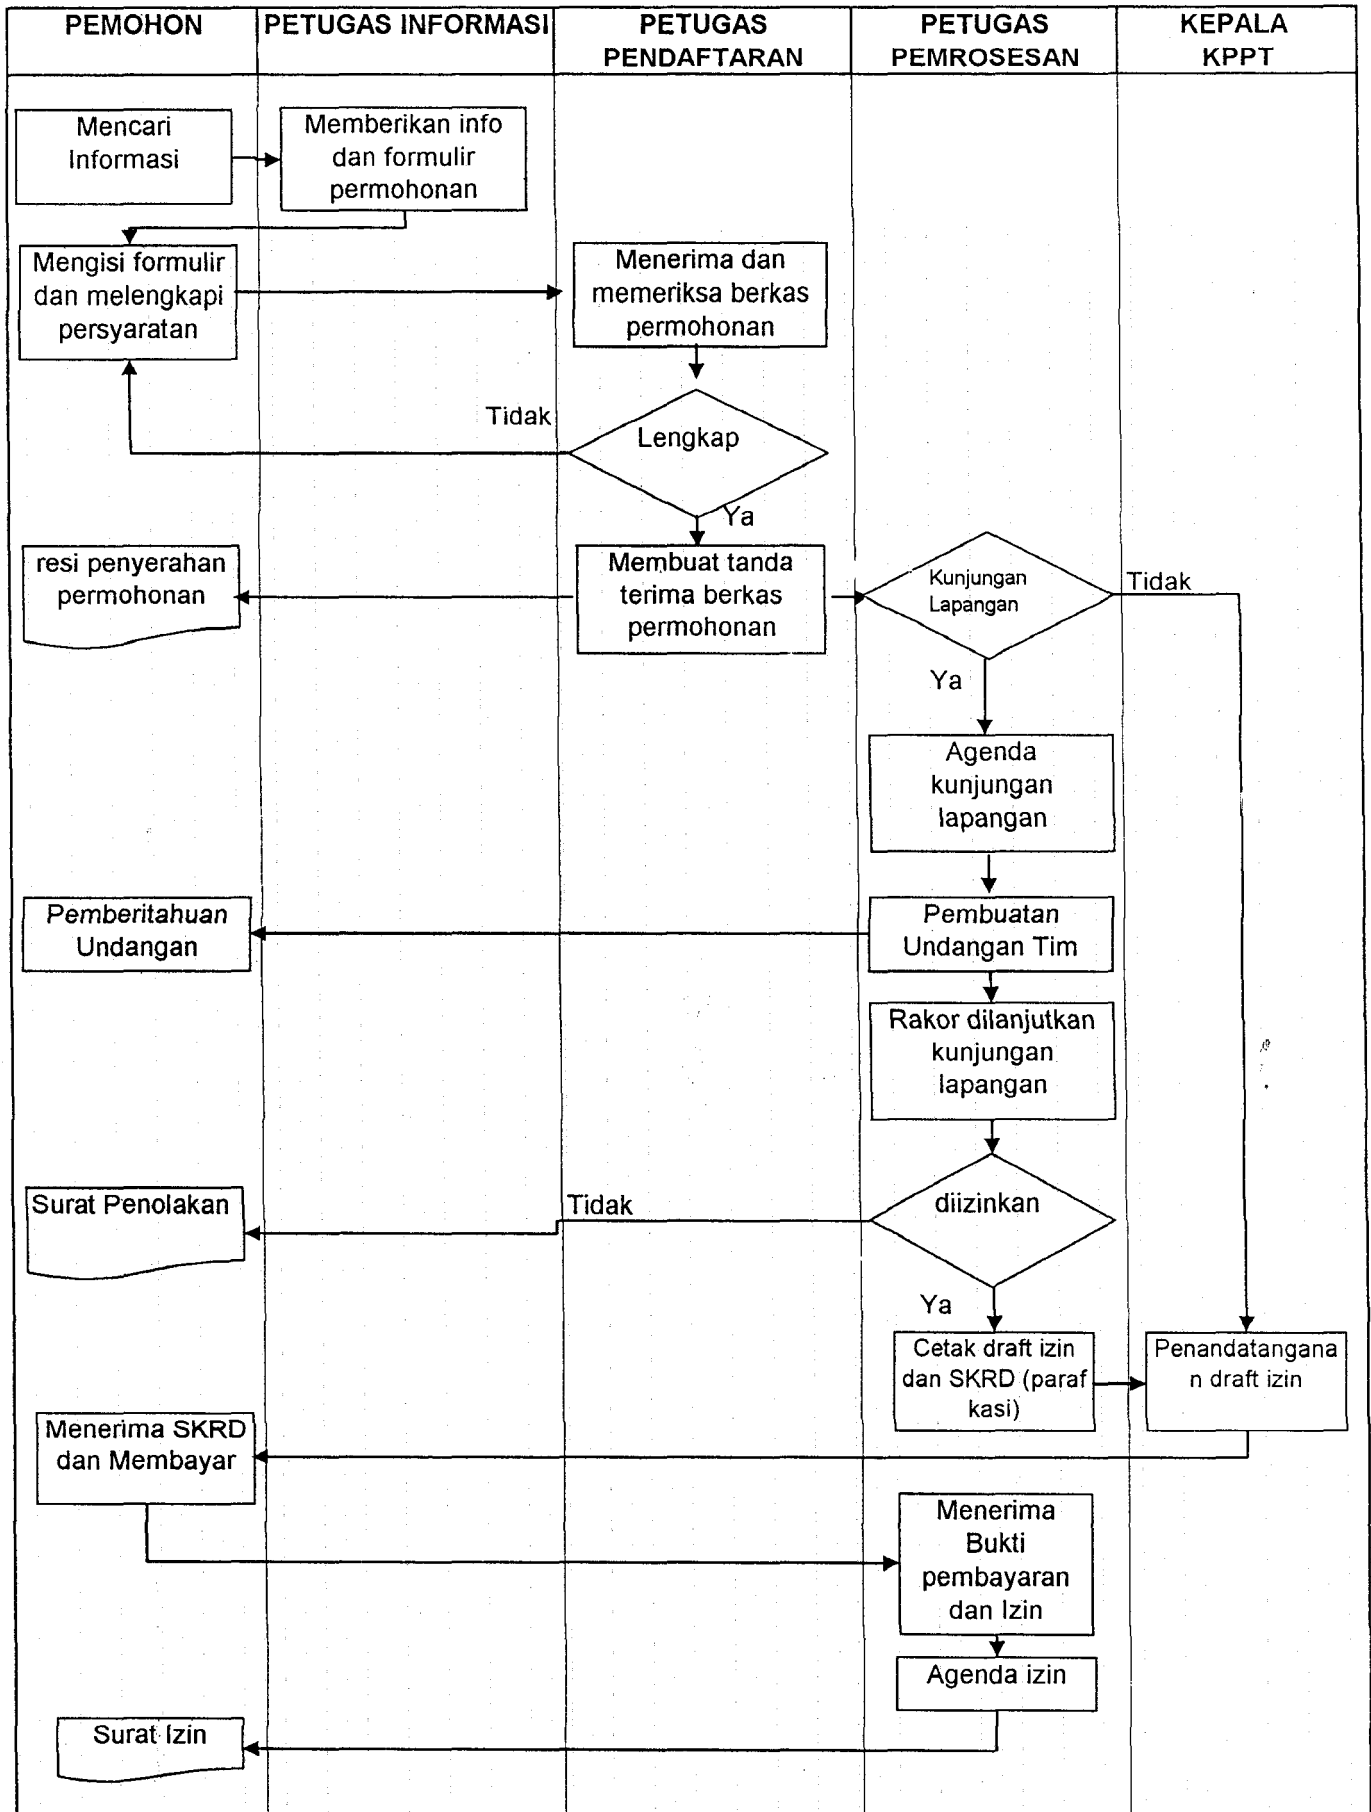 PEMOHON
PETUGAS INFORMASI
PETUGAS
PENDAFTARAN
PETUGAS
PEMROSESAN
KEPALA
KPPT
Mencari
Informasi
Memberikan info
dan formulir
permohonan
Mengisi formulir
dan melengkapi
persyaratan
Menerima dan
memeriksa berkas
permohonan
Tidak
Lengkap
Ya
resi penyerahan
permohonan
Membuat tanda
terima berkas
permohonan
Kunjungan
Lapangan
Tidak
Ya
Agenda
kunjungan
lapangan
Pemberitahuan
Undangan
Pembuatan
Undangan Tim
Rakor dilanjutkan
kunjungan
lapangan
Surat Penolakan
Tidak
diizinkan
Ya
Cetak draft izin
dan SKRD (paraf
kasi)
Penandatangana
n draft izin
Menerima SKRD
dan Membayar
Menerima
Bukti
pembayaran
dan Izin
Agenda izin
Surat Izin